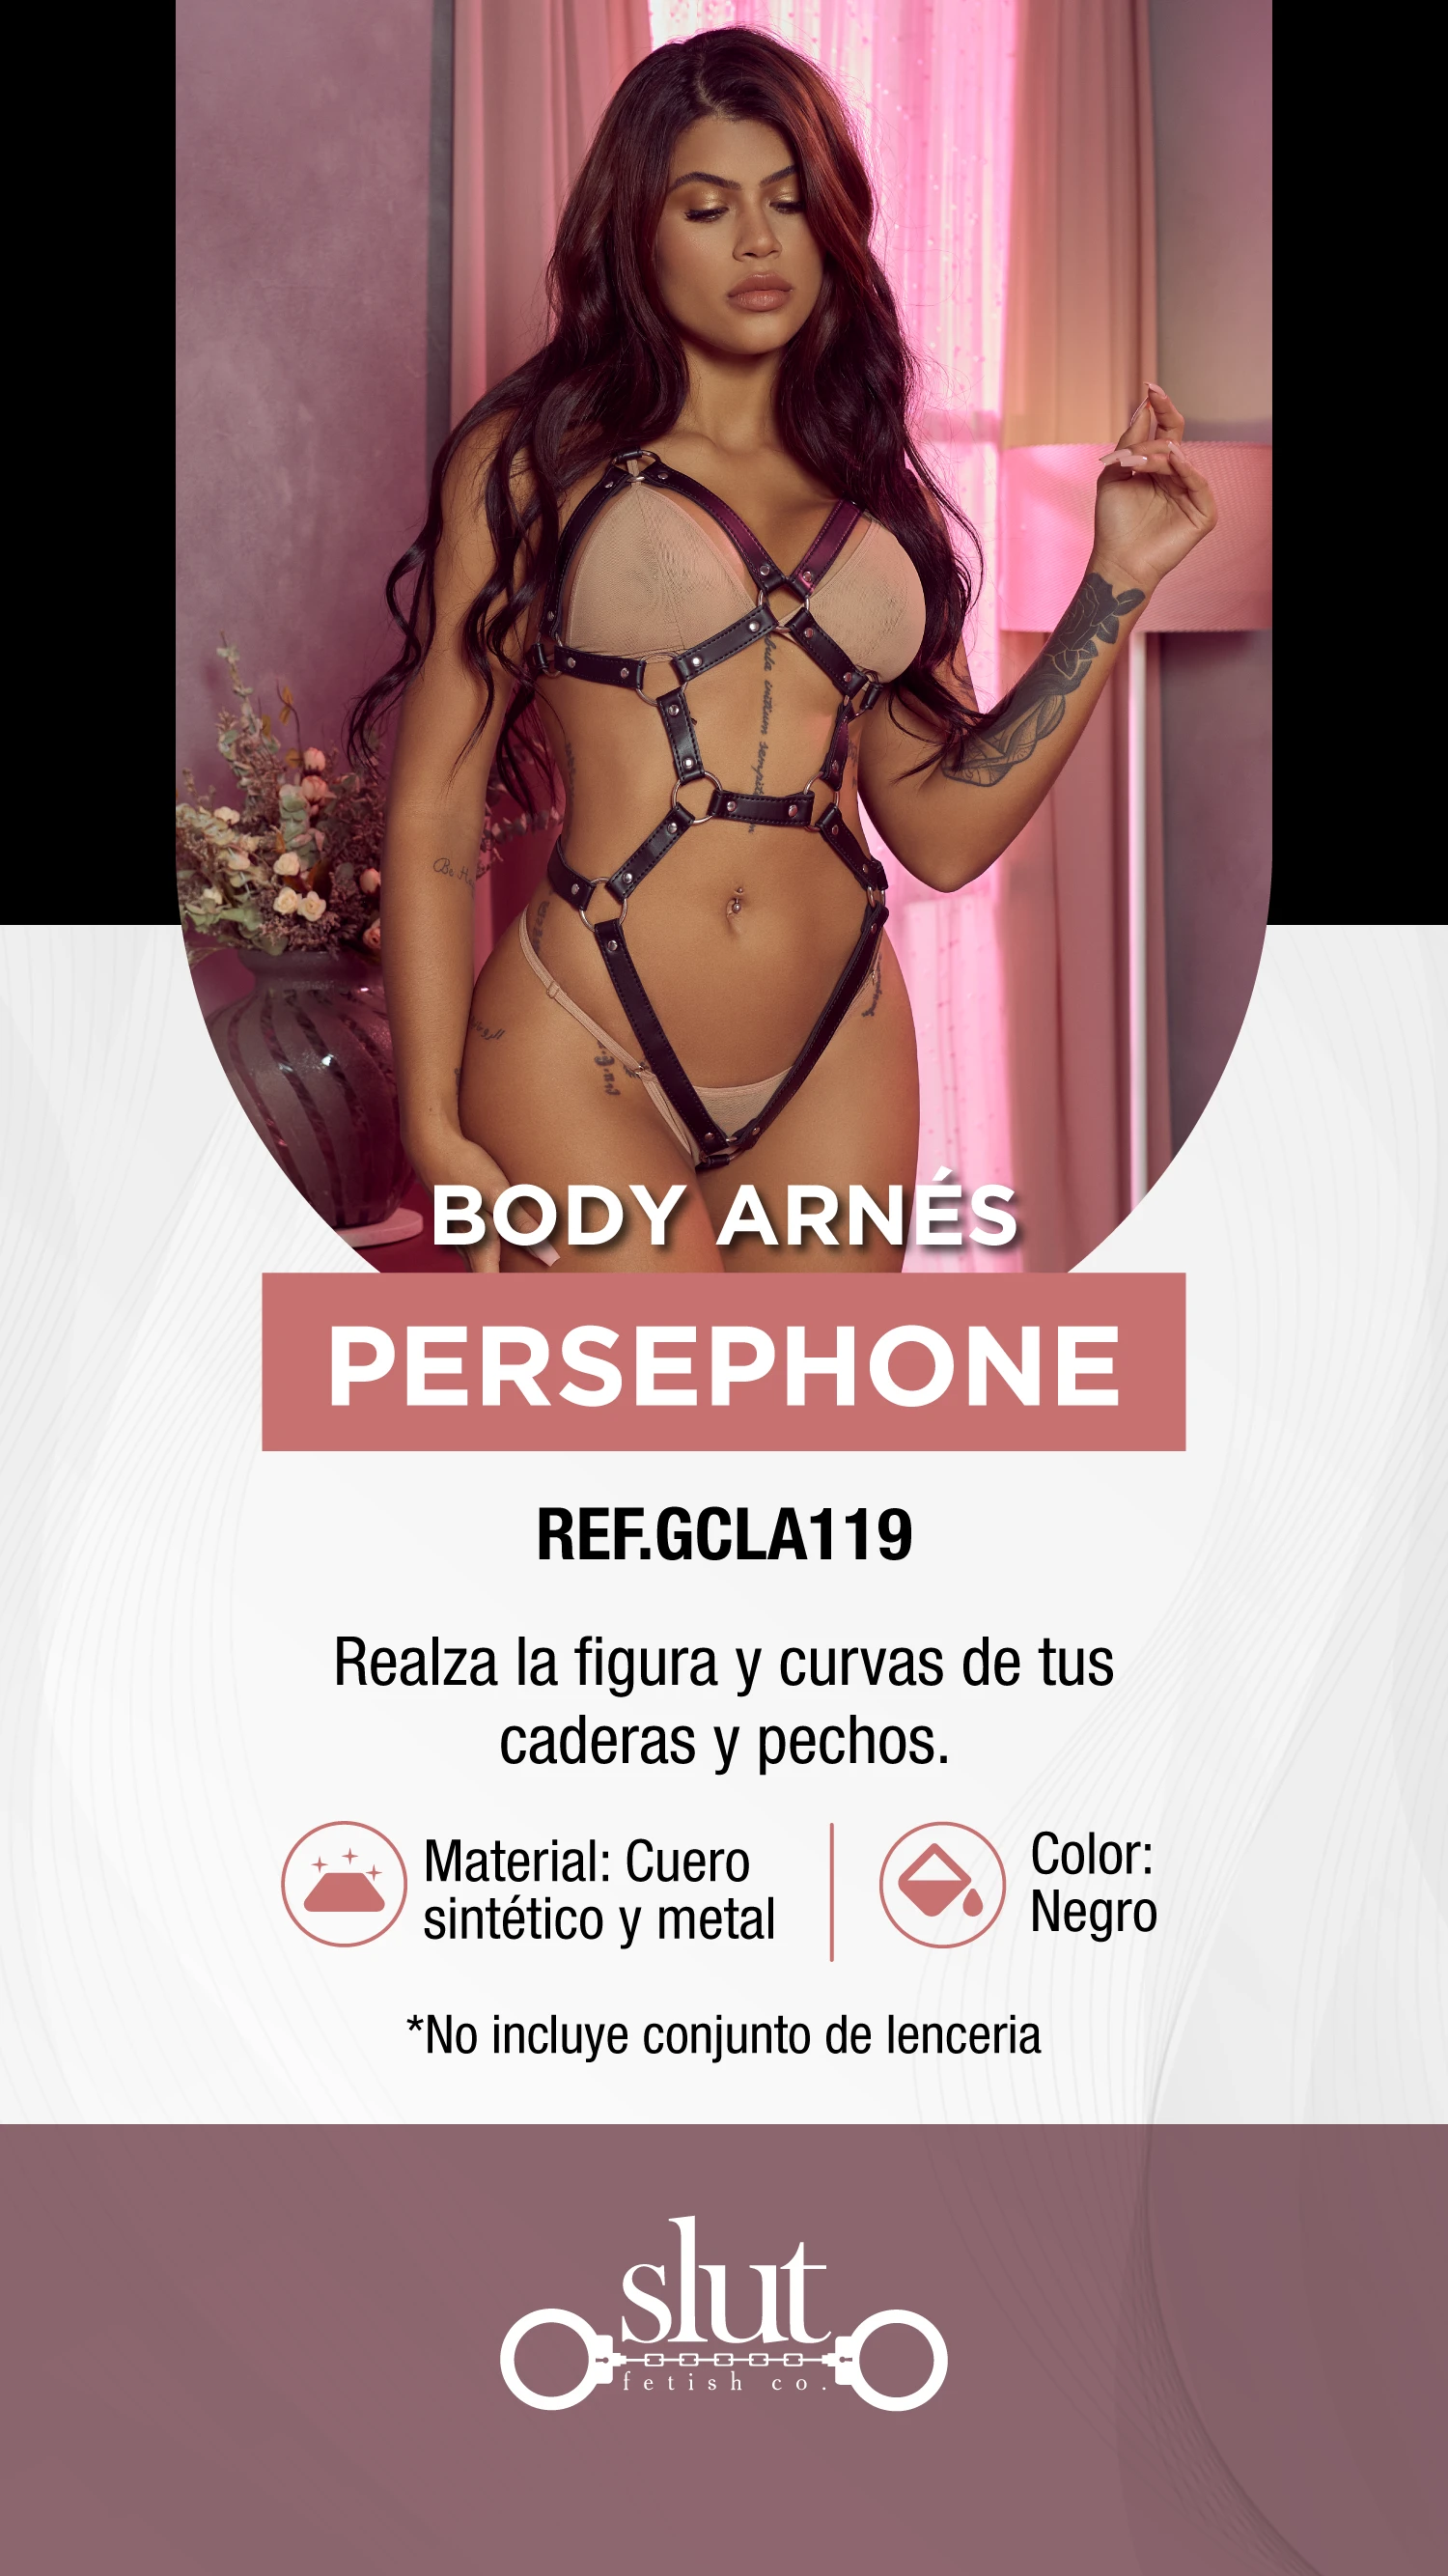 BODY ARNÉS
PERSEPHONE
REF.GCLA119
Realza la figura y curvas de tus
caderas y pechos.
Material: Cuero
sintético y metal
Color:
Negro
*No incluye conjunto de lenceria
slut
fetish co.